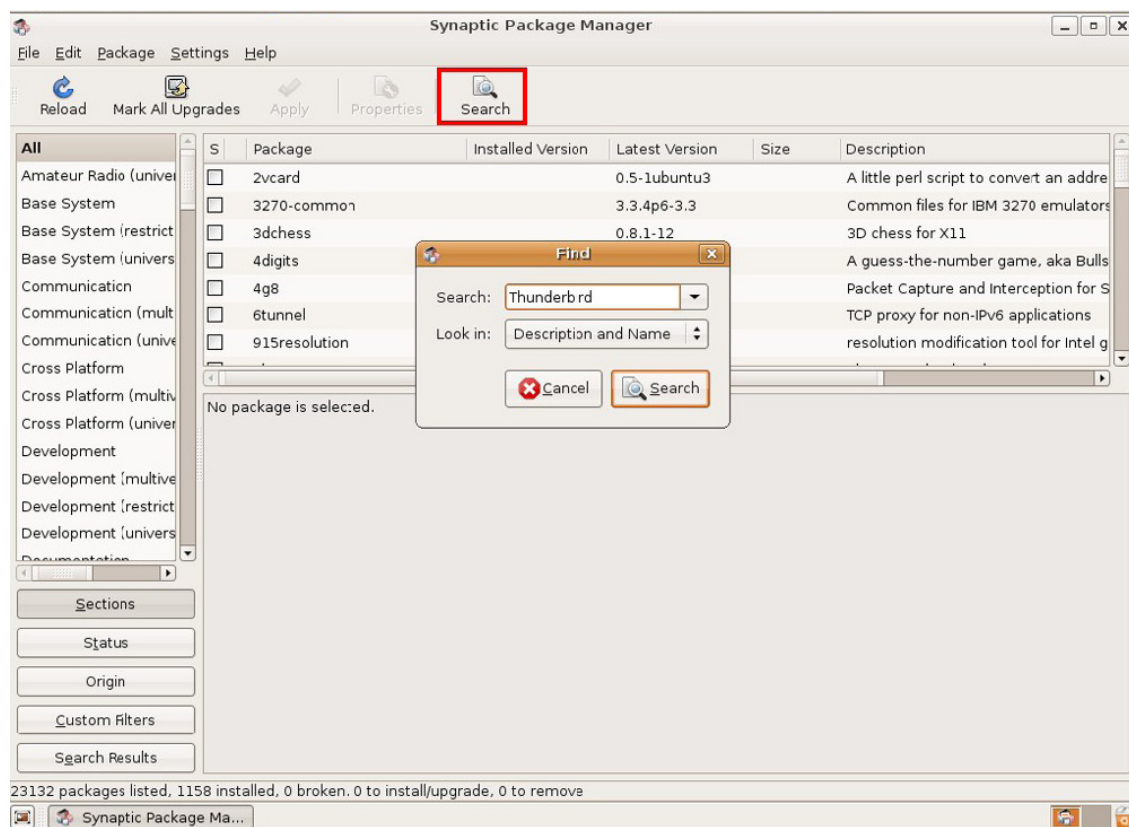 Synaptic Package Manager
File Edit Package Settings Help
Reload Mark All Upgrades Apply Properties Search
All
Amateur Radio (univer
Base System
Base System (restrict
Base System (univers
Communication
Communication (mult
Communication (unive
Cross Platform
Cross Platform (multiv
Cross Platform (univer
Development
Development (multive
Development (restrict
Development (univers
Documentation
S Package Installed Version Latest Version Size Description
2vcard 0.5-1ubuntu3 A little perl script to convert an addre
3270-common 3.3.4p6-3.3 Common files for IBM 3270 emulators
3dchess 0.8.1-12 3D chess for X11
4digits A guess-the-number game, aka Bulls
4g8 Packet Capture and Interception for S
6tunnel TCP proxy for non-IPv6 applications
915resolution resolution modification tool for Intel g
Find
Search: Thunderbird
Look in: Description and Name
Cancel Search
No package is selected.
Sections
Status
Origin
Custom Filters
Search Results
23132 packages listed, 1158 installed, 0 broken. 0 to install/upgrade, 0 to remove
Synaptic Package Ma...